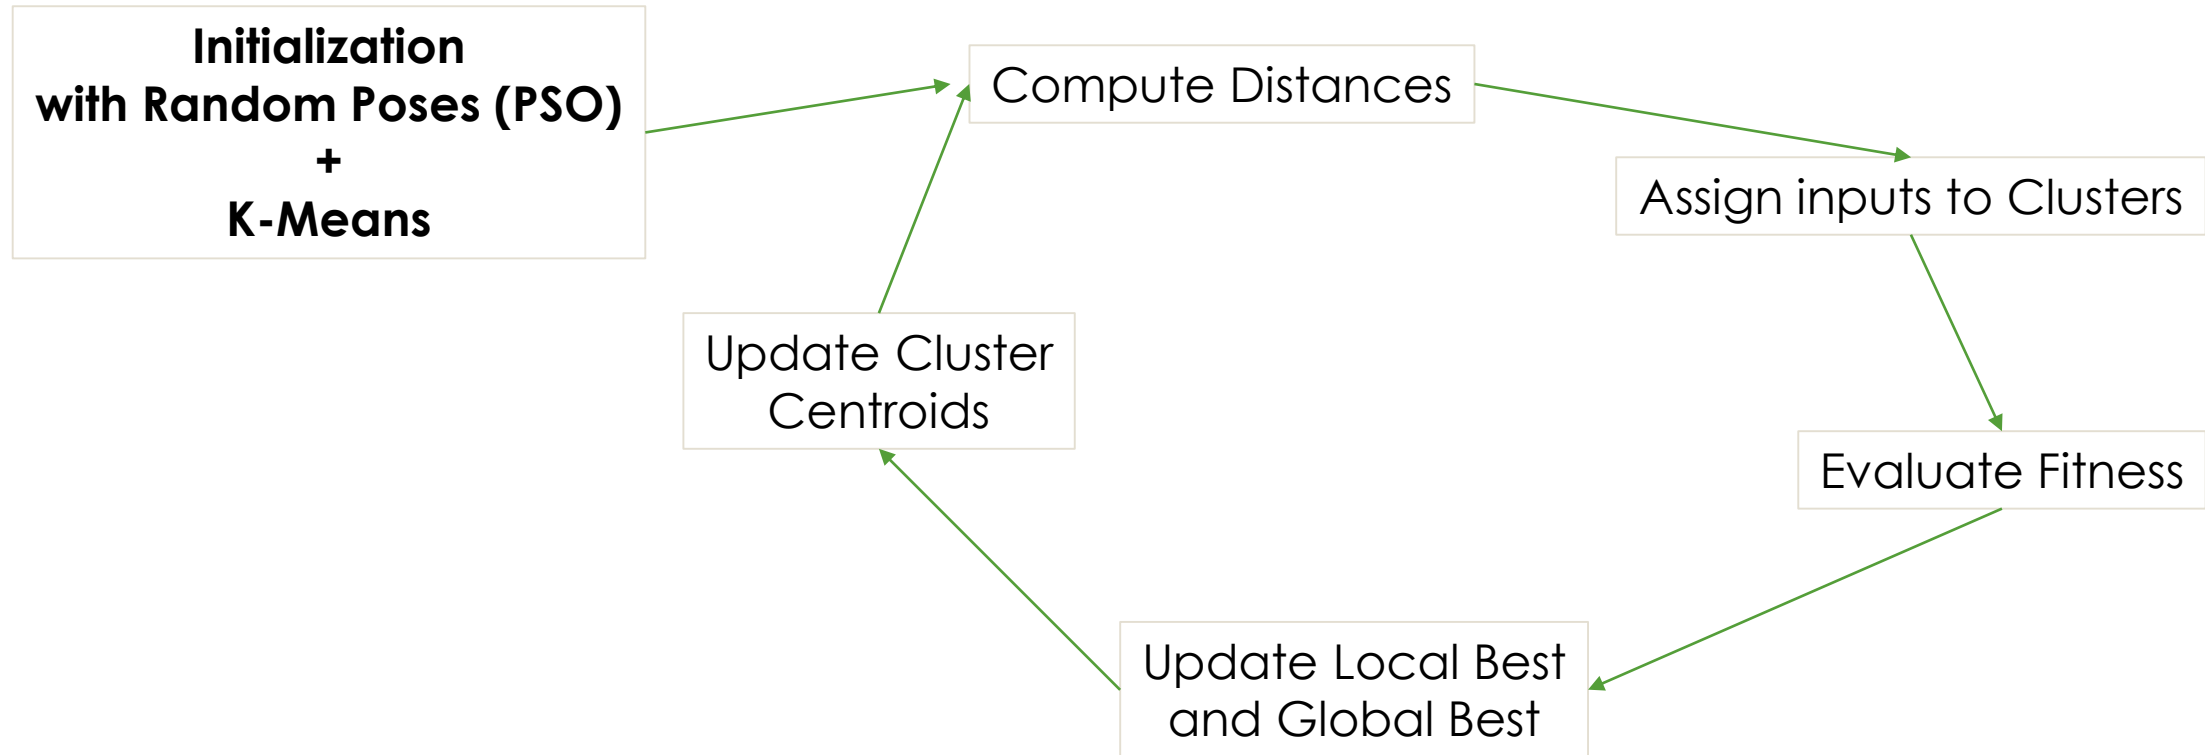 Initialization
with Random Poses (PSO)
+
K-Means
Compute Distances
Assign inputs to Clusters
Evaluate Fitness
Update Local Best
and Global Best
Update Cluster
Centroids